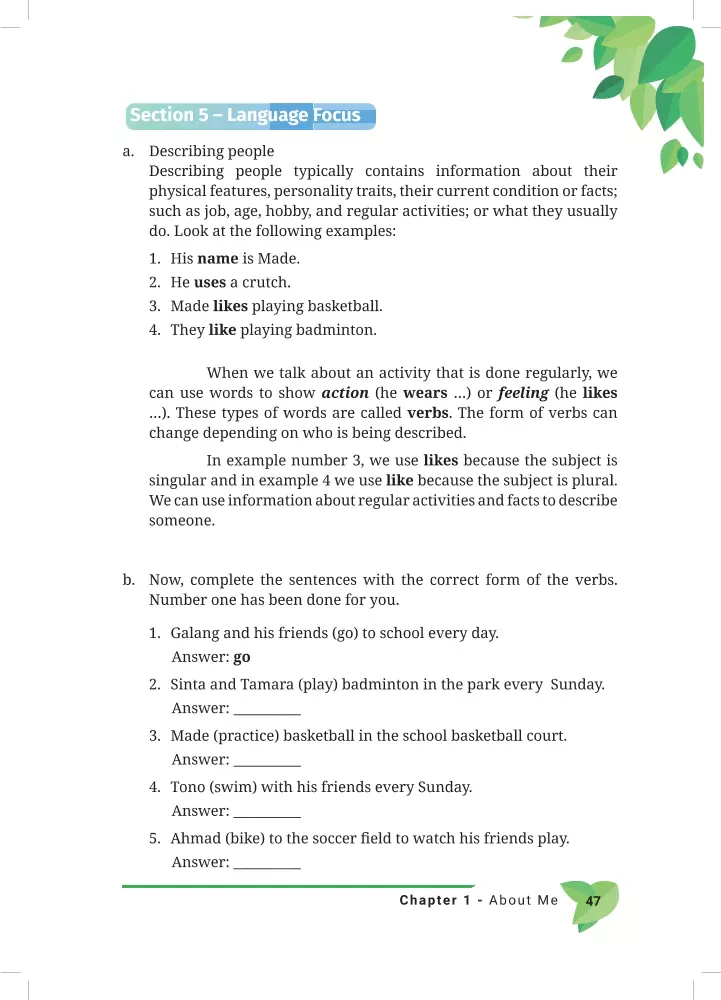 Section 5 – Language Focus
a. Describing people
Describing people typically contains information about their
physical features, personality traits, their current condition or facts;
such as job, age, hobby, and regular activities; or what they usually
do. Look at the following examples:
1. His name is Made.
2. He uses a crutch.
3. Made likes playing basketball.
4. They like playing badminton.
When we talk about an activity that is done regularly, we
can use words to show action (he wears ...) or feeling (he likes
...). These types of words are called verbs. The form of verbs can
change depending on who is being described.
In example number 3, we use likes because the subject is
singular and in example 4 we use like because the subject is plural.
We can use information about regular activities and facts to describe
someone.
b. Now, complete the sentences with the correct form of the verbs.
Number one has been done for you.
1. Galang and his friends (go) to school every day.
Answer: go
2. Sinta and Tamara (play) badminton in the park every Sunday.
Answer: _________
3. Made (practice) basketball in the school basketball court.
Answer: _________
4. Tono (swim) with his friends every Sunday.
Answer: _________
5. Ahmad (bike) to the soccer field to watch his friends play.
Answer: _________
Chapter 1 - About Me 47